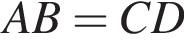 AB = CD